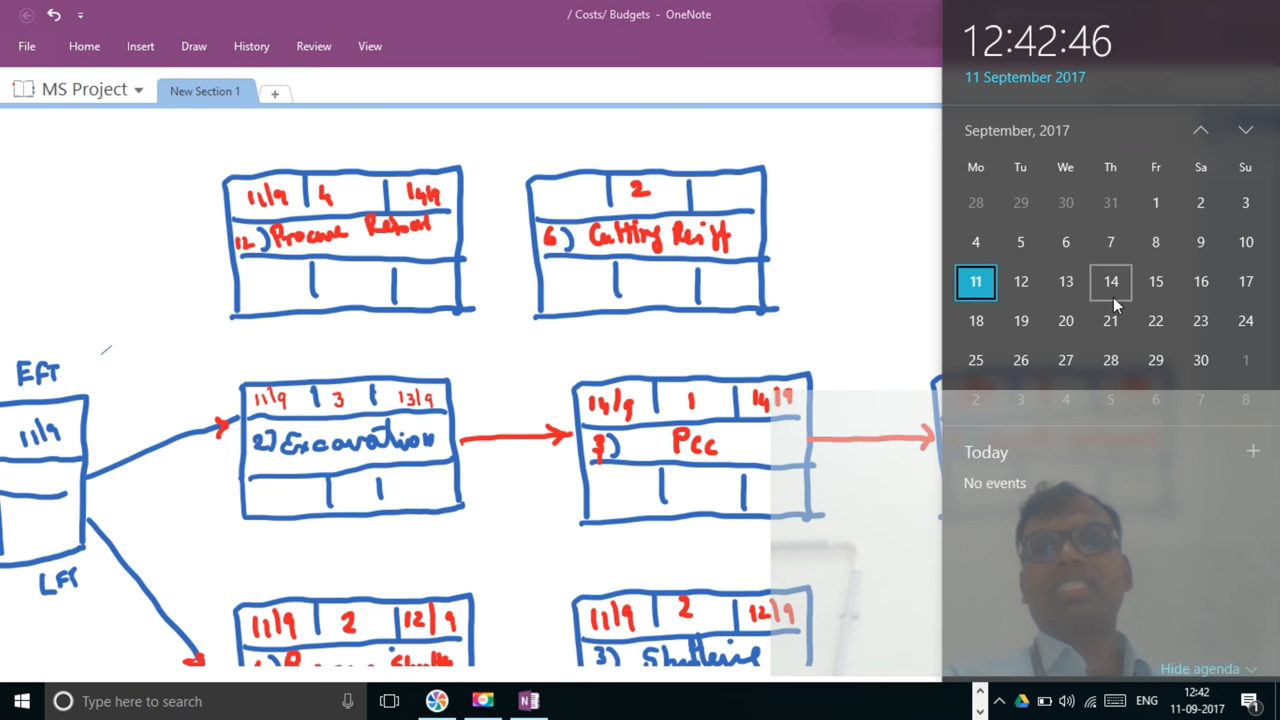 / Costs/ Budgets - OneNote
File Home Insert Draw History Review View
MS Project New Section 1 +
11/9 4 14/9
12) Procure
2
6) Cutting
EFT
11/9
LFT
11/9 3 13/9
2) Excavation
14/9 1 14/9
PCC
11/9 2 12/9
11/9 2 12/9
3)
12:42:46
11 September 2017
September, 2017
Mo Tu We Th Fr Sa Su
28 29 30 31 1 2 3
4 5 6 7 8 9 10
11 12 13 14 15 16 17
18 19 20 21 22 23 24
25 26 27 28 29 30 1
2 3 4 5 6 7 8
Today +
No events
Hide agenda
Type here to search
ENG
12:42
11-09-2017
1